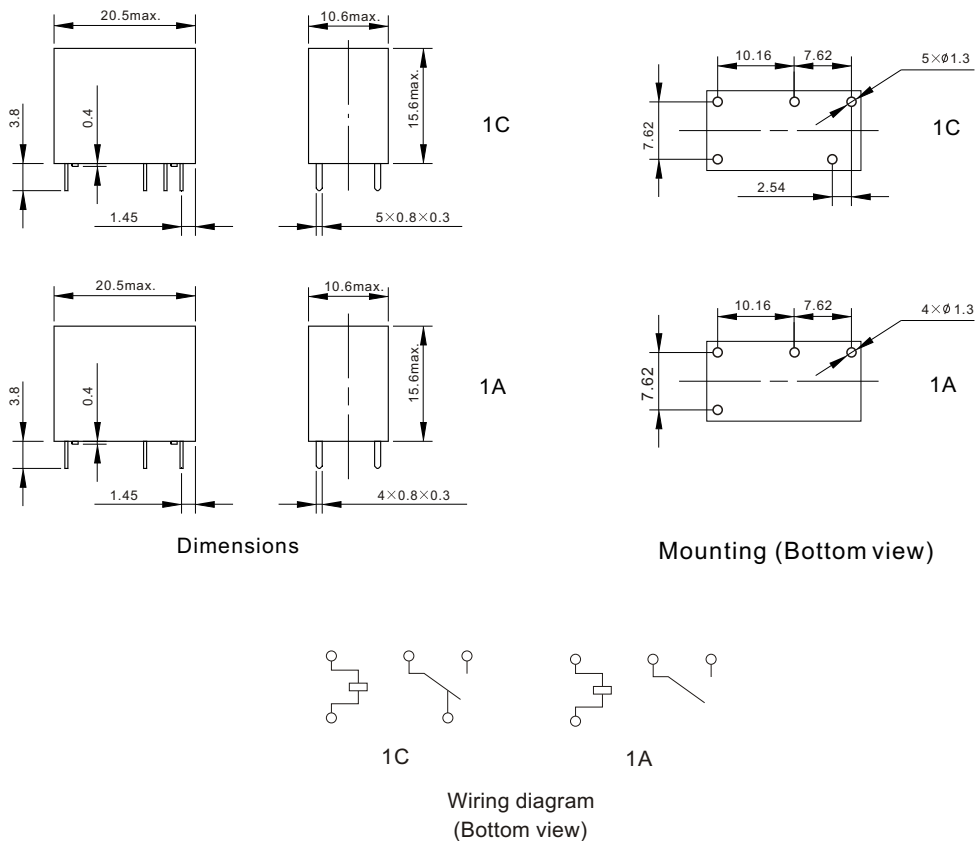 20.5max.
10.6max.
15.6max.
3.8
0.4
1.45
5×0.8×0.3
1C
10.16
7.62
5×ø1.3
7.62
2.54
1C
20.5max.
10.6max.
15.6max.
3.8
0.4
1.45
4×0.8×0.3
1A
10.16
7.62
4×ø1.3
7.62
1A
Dimensions
Mounting (Bottom view)
1C
1A
Wiring diagram
(Bottom view)